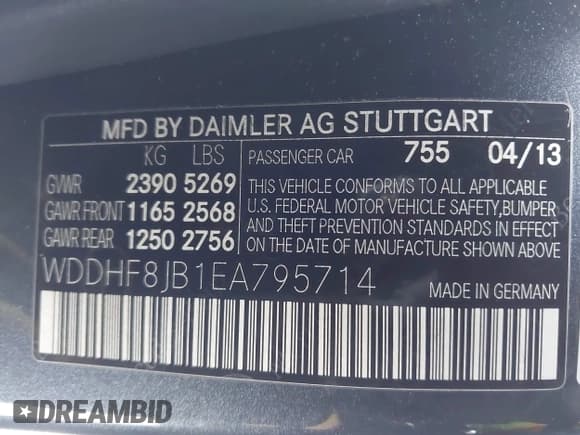 MFD BY DAIMLER AG STUTTGART
KG LBS
GVWR 2390 5269
GAWR FRONT 1165 2568
GAWR REAR 1250 2756
PASSENGER CAR 755 04/13
THIS VEHICLE CONFORMS TO ALL APPLICABLE
U.S. FEDERAL MOTOR VEHICLE SAFETY,BUMPER
AND THEFT PREVENTION STANDARDS IN EFFECT
ON THE DATE OF MANUFACTURE SHOWN ABOVE.
WDDHF8JB1EA795714
MADE IN GERMANY
DREAMBID